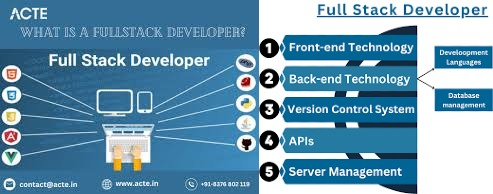 ACTE
WHAT IS A FULLSTACK DEVELOPER?
Full Stack Developer
php
contact@acte.in
www.acte.in
+91-8376 802 119
Full Stack Developer
1 Front-end Technology
2 Back-end Technology
Develoopment
Languages
Database
management
3 Version Control System
4 APIs
5 Server Management